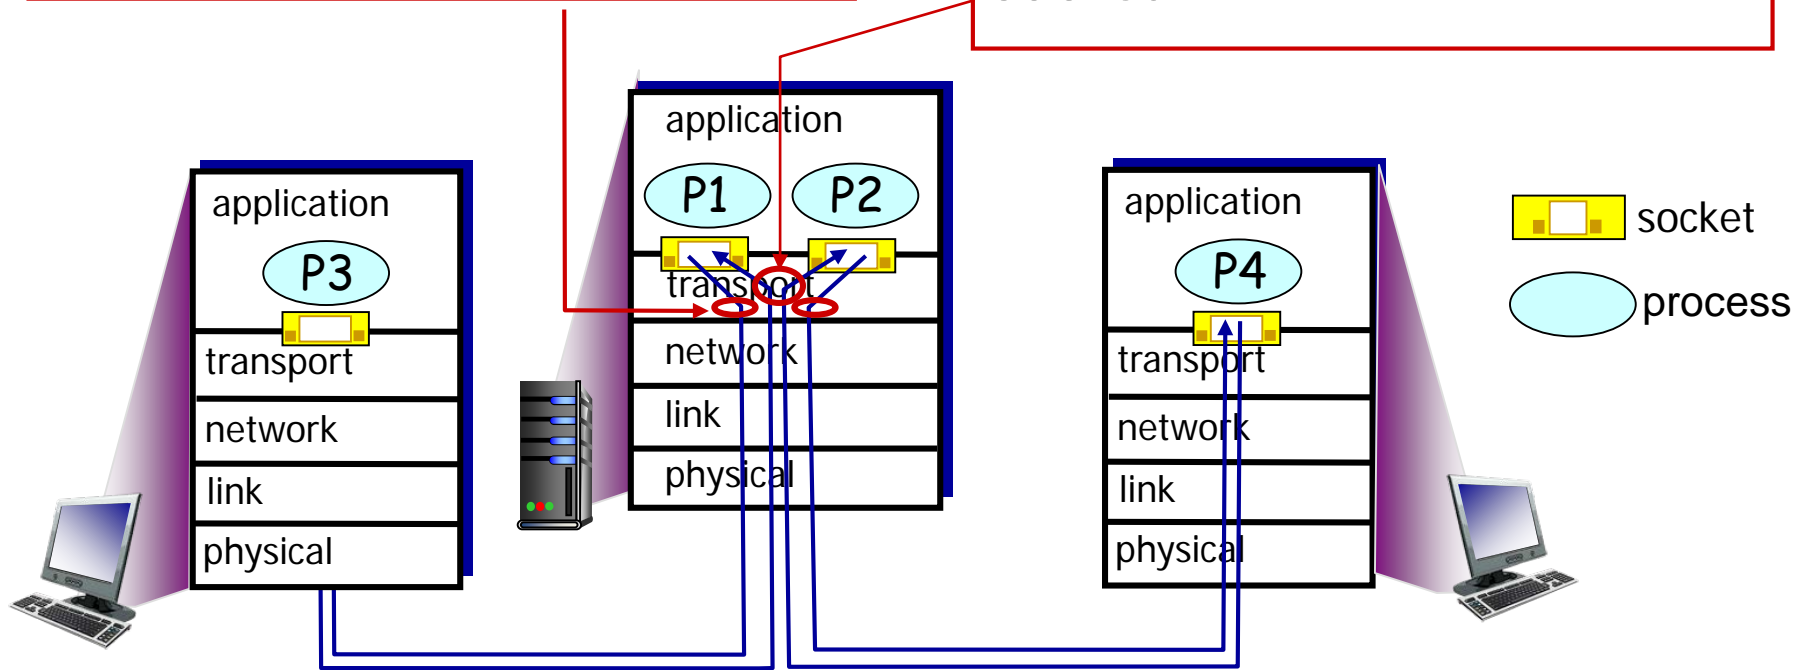 application
P1 P2
application
P3
transport
network
link
physical
transport
network
link
physical
application
P4
transport
network
link
physical
socket
process